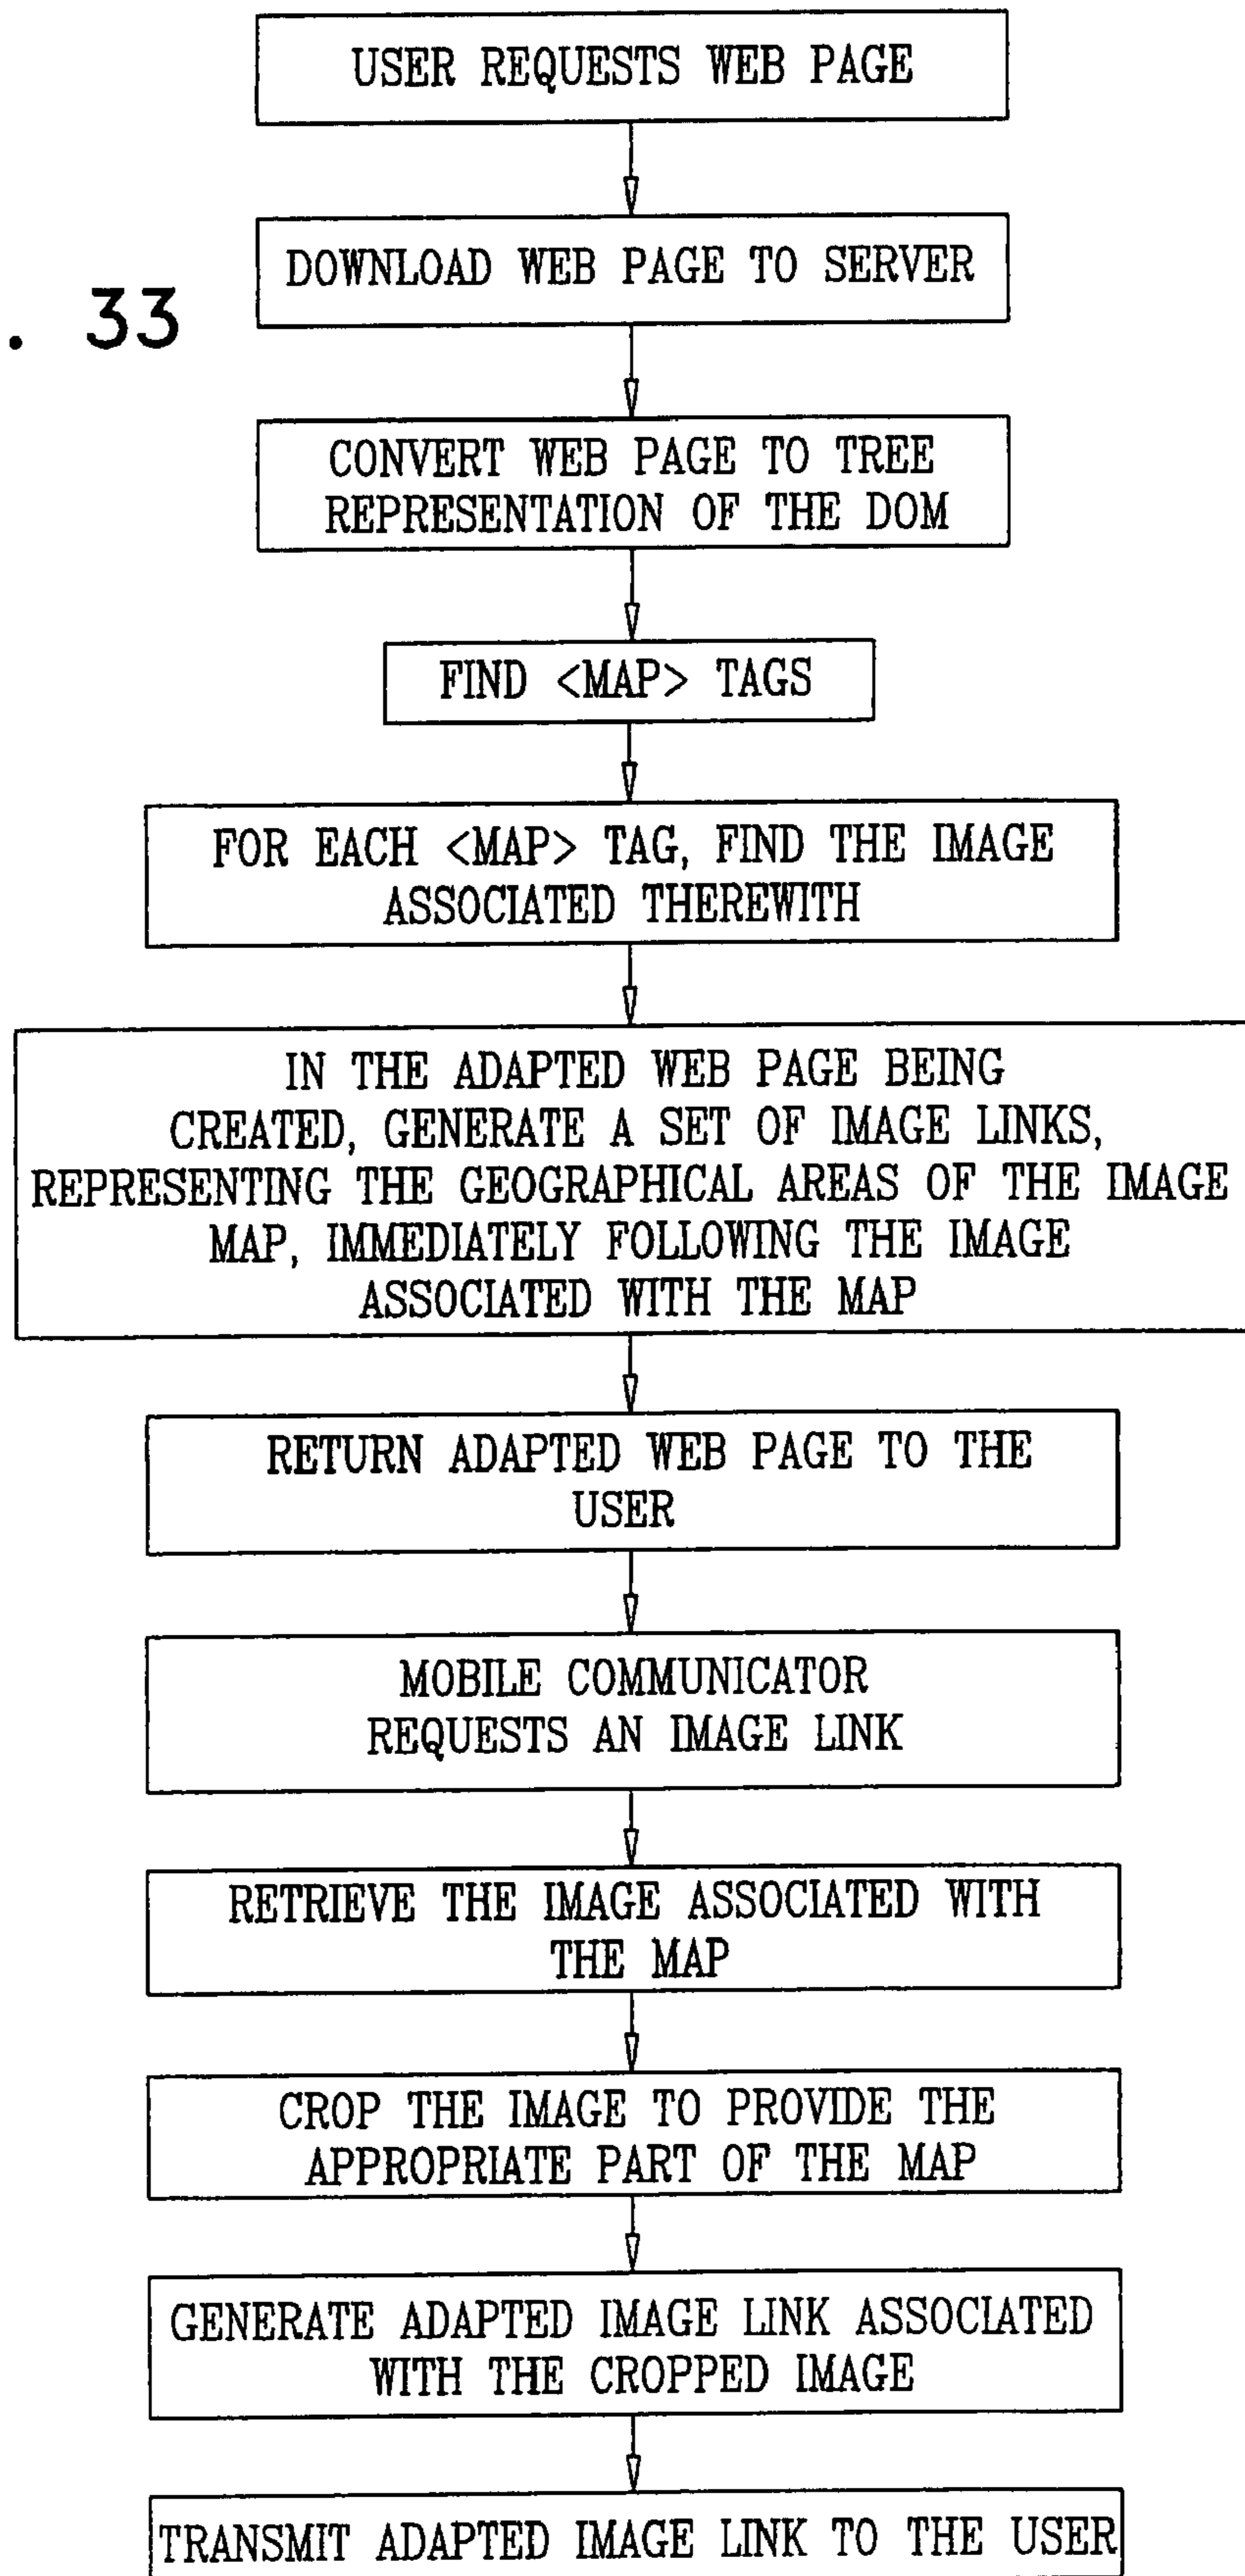 USER REQUESTS WEB PAGE
DOWNLOAD WEB PAGE TO SERVER
. 33
CONVERT WEB PAGE TO TREE
REPRESENTATION OF THE DOM
FIND <MAP> TAGS
FOR EACH <MAP> TAG, FIND THE IMAGE
ASSOCIATED THEREWITH
IN THE ADAPTED WEB PAGE BEING
CREATED, GENERATE A SET OF IMAGE LINKS,
REPRESENTING THE GEOGRAPHICAL AREAS OF THE IMAGE
MAP, IMMEDIATELY FOLLOWING THE IMAGE
ASSOCIATED WITH THE MAP
RETURN ADAPTED WEB PAGE TO THE
USER
MOBILE COMMUNICATOR
REQUESTS AN IMAGE LINK
RETRIEVE THE IMAGE ASSOCIATED WITH
THE MAP
CROP THE IMAGE TO PROVIDE THE
APPROPRIATE PART OF THE MAP
GENERATE ADAPTED IMAGE LINK ASSOCIATED
WITH THE CROPPED IMAGE
TRANSMIT ADAPTED IMAGE LINK TO THE USER